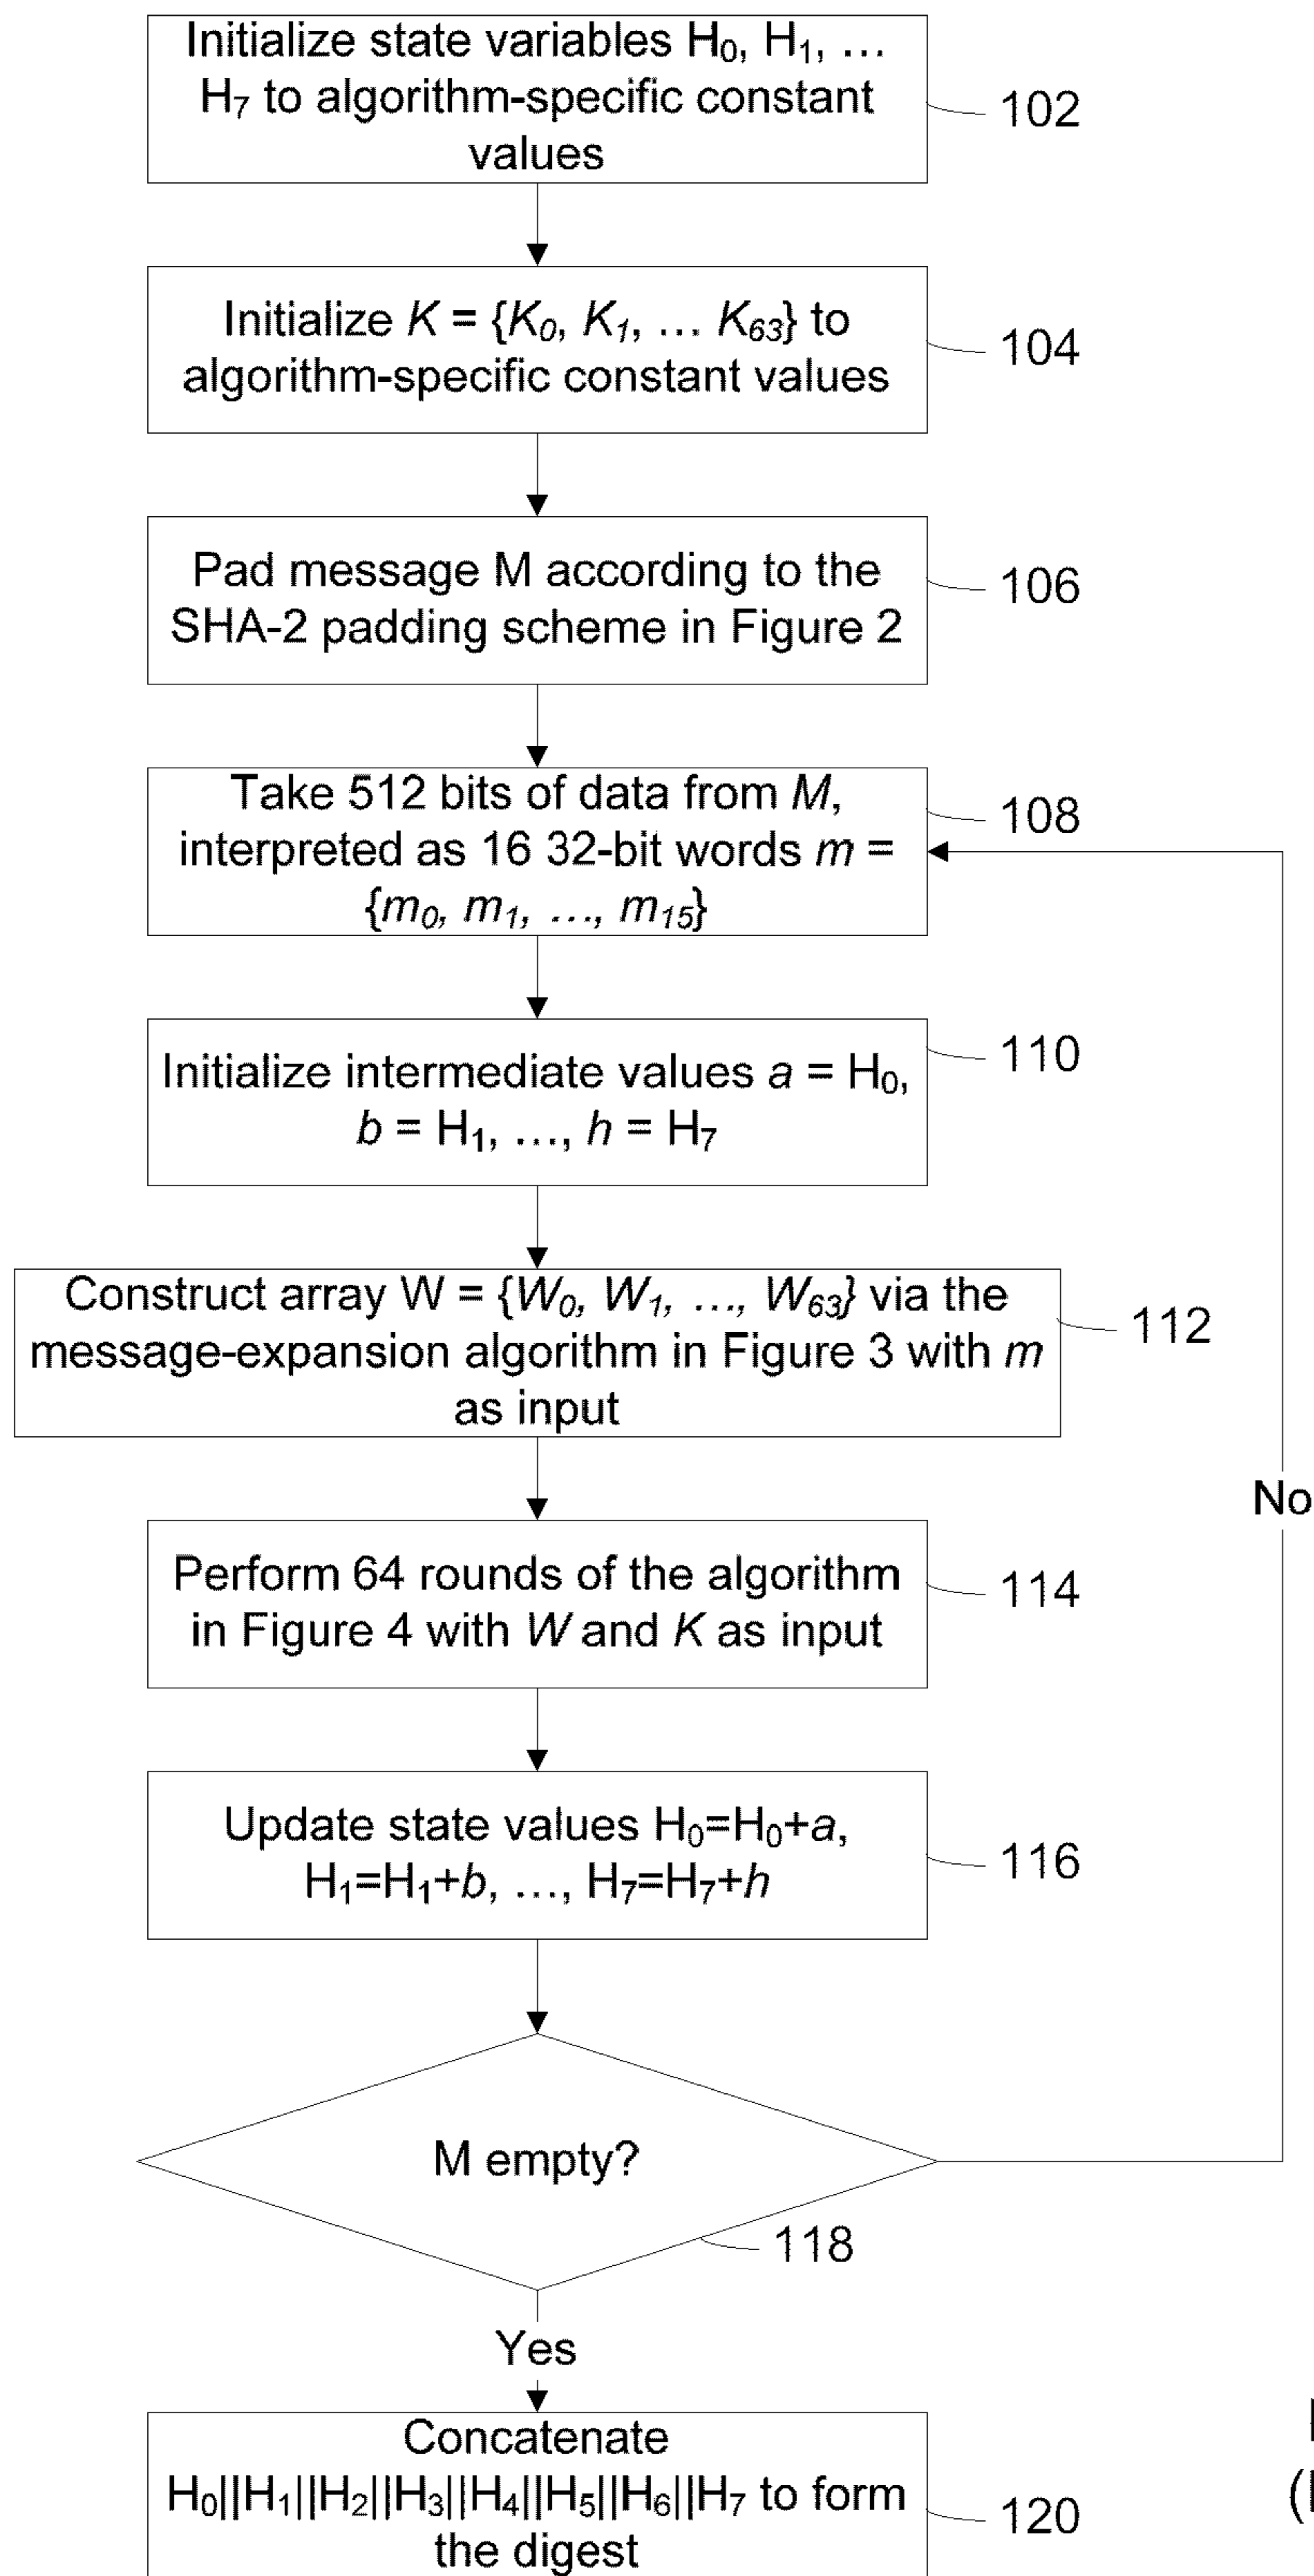 Initialize state variables H₀, H₁, …
H₇ to algorithm-specific constant
values
102
Initialize K = {K₀, K₁, … K₆₃} to
algorithm-specific constant values
104
Pad message M according to the
SHA-2 padding scheme in Figure 2
106
Take 512 bits of data from M,
interpreted as 16 32-bit words m =
{m₀, m₁, …, m₁₅}
108
Initialize intermediate values a = H₀,
b = H₁, …, h = H₇
110
Construct array W = {W₀, W₁, …, W₆₃} via the
message-expansion algorithm in Figure 3 with m
as input
112
No
Perform 64 rounds of the algorithm
in Figure 4 with W and K as input
114
Update state values H₀=H₀+a,
H₁=H₁+b, …, H₇=H₇+h
116
M empty?
118
Yes
Concatenate
H₀||H₁||H₂||H₃||H₄||H₅||H₆||H₇ to form
the digest
120